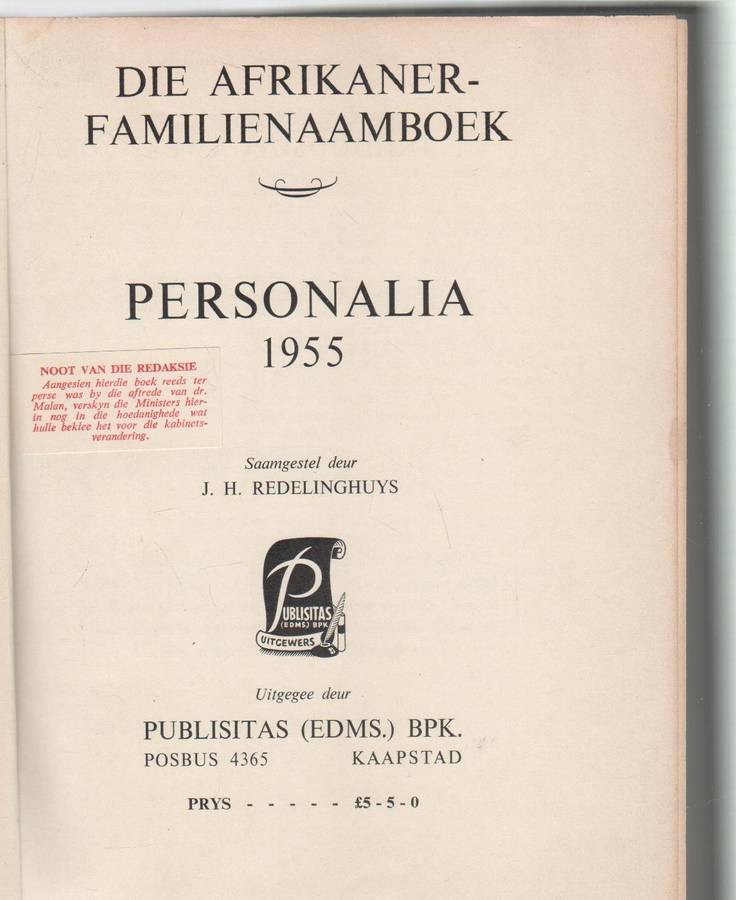 DIE AFRIKANER-
FAMILIENAAMBOEK
PERSONALIA
1955
NOOT VAN DIE REDAKSIE
Aangesien hierdie boek reeds ter
perse was by die aftrede van dr.
Malan, verskyn die Ministers hier-
in nog in die hoedanighede wat
hulle beklee het voor die kabinets-
verandering.
Saamgestel deur
J. H. REDELINGHUYS
PUBLISITAS
(EDMS.) BPK
UITGEWERS
Uitgegee deur
PUBLISITAS (EDMS.) BPK.
POSBUS 4365 KAAPSTAD
PRYS - - - - - £5-5-0